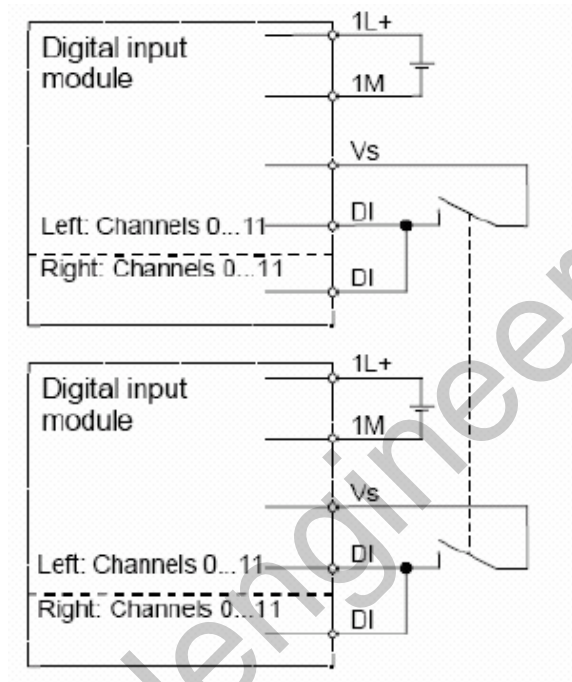 1L+
Digital input
module
1M
Vs
DI
Left: Channels 0...11
Right: Channels 0...11
DI
1L+
Digital input
module
1M
Vs
DI
Left: Channels 0...11
Right: Channels 0...11
DI
engineer